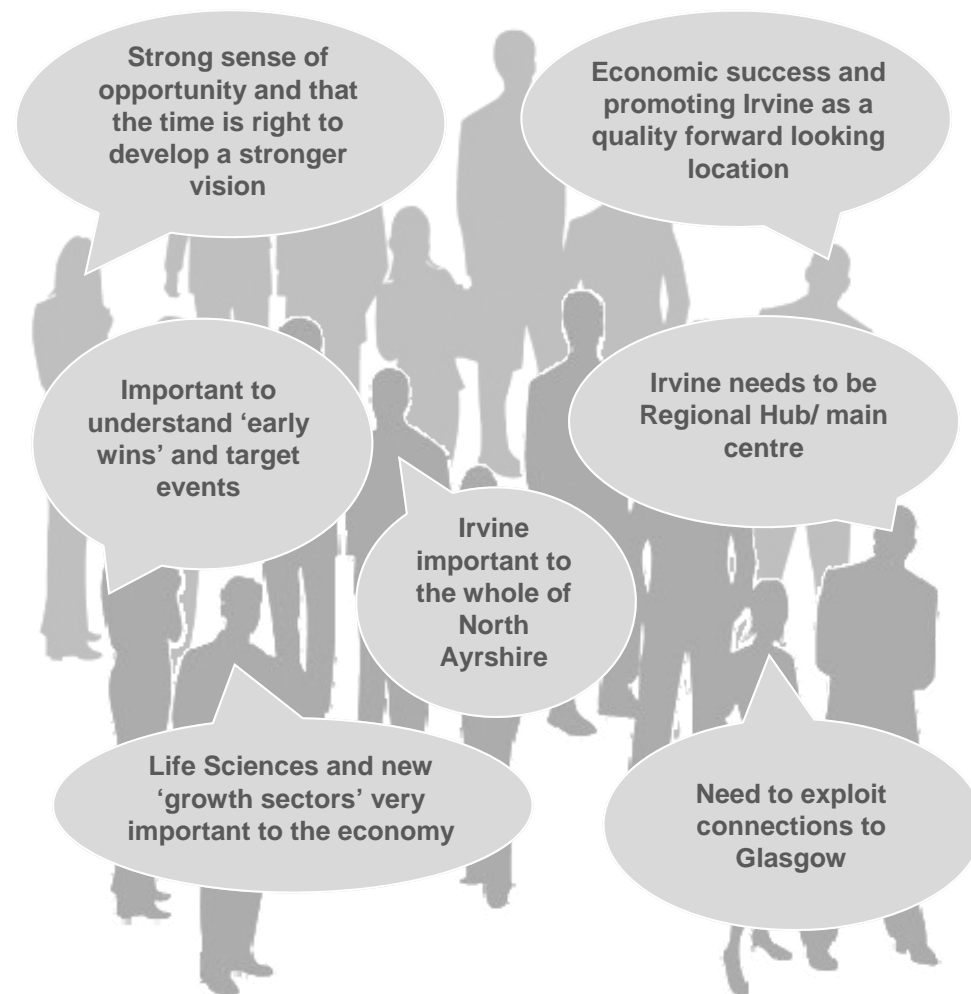 Strong sense of
opportunity and that
the time is right to
develop a stronger
vision
Economic success and
promoting Irvine as a
quality forward looking
location
Important to
understand ‘early
wins’ and target
events
Irvine needs to be
Regional Hub/ main
centre
Irvine
important to
the whole of
North
Ayrshire
Life Sciences and new
‘growth sectors’ very
important to the economy
Need to exploit
connections to
Glasgow